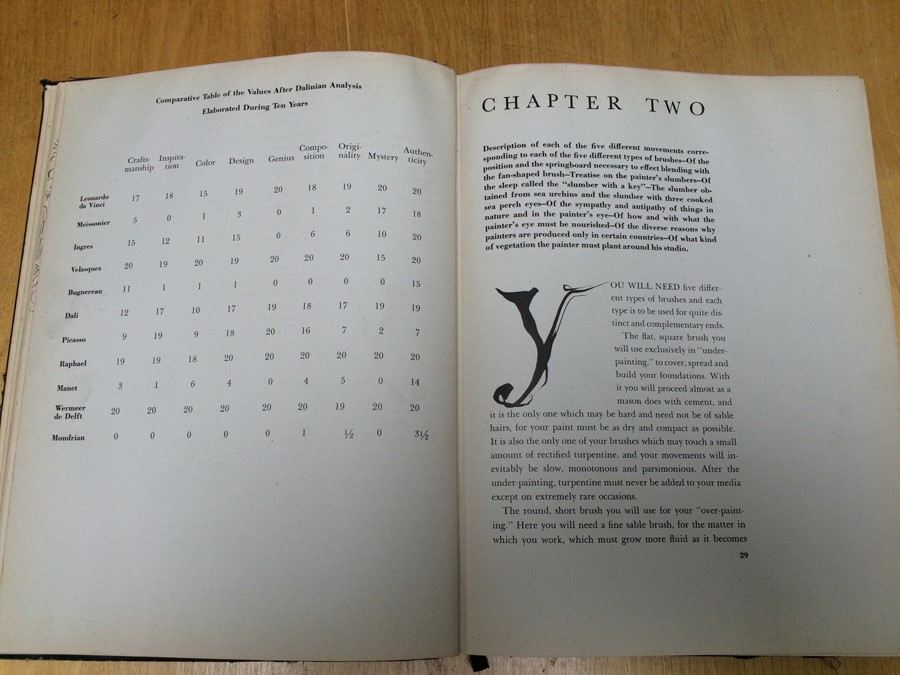 Comparative Table of the Values After Dalinian Analysis
Elaborated During Ten Years
Crafts- Inspira- Color Design Genius Compo- Origi- Mystery Authen-
manship tion sition nality ticity
Leonardo
da Vinci 17 18 15 19 20 18 19 20 20
Meissonier 5 0 1 3 0 1 2 17 18
Ingres 15 12 11 15 0 6 6 10 20
Velasquez 20 19 20 19 20 20 20 15 20
Bugnereau 11 1 1 1 0 0 0 0 15
Dali 12 17 10 17 19 18 17 19 19
Picasso 9 19 9 18 20 16 7 2 7
Raphael 19 19 18 20 20 20 20 20 20
Manet 3 1 6 4 0 4 5 0 14
Wermeer
de Delft 20 20 20 20 20 20 19 20 20
Mondrian 0 0 0 0 0 1 ½ 0 3½
CHAPTER TWO
Description of each of the five different movements corre-
sponding to each of the five different types of brushes—Of the
position and the springboard necessary to effect blending with
the fan-shaped brush—Treatise on the painter's slumbers—Of
the sleep called the "slumber with a key"—The slumber ob-
tained from sea urchins and the slumber with three cooked
sea perch eyes—Of the sympathy and antipathy of things in
nature and in the painter's eye—Of how and with what the
painter's eye must be nourished—Of the diverse reasons why
painters are produced only in certain countries—Of what kind
of vegetation the painter must plant around his studio.
YOU WILL NEED five differ-
ent types of brushes and each
type is to be used for quite dis-
tinct and complementary ends.
The flat, square brush you
will use exclusively in "under-
painting," to cover, spread and
build your foundations. With
it you will proceed almost as a
mason does with cement, and
it is the only one which may be hard and need not be of sable
hairs, for your paint must be as dry and compact as possible.
It is also the only one of your brushes which may touch a small
amount of rectified turpentine, and your movements will in-
evitably be slow, monotonous and parsimonious. After the
under-painting, turpentine must never be added to your media
except on extremely rare occasions.
The round, short brush you will use for your "over-paint-
ing." Here you will need a fine sable brush, for the matter in
which you work, which must grow more fluid as it becomes
29